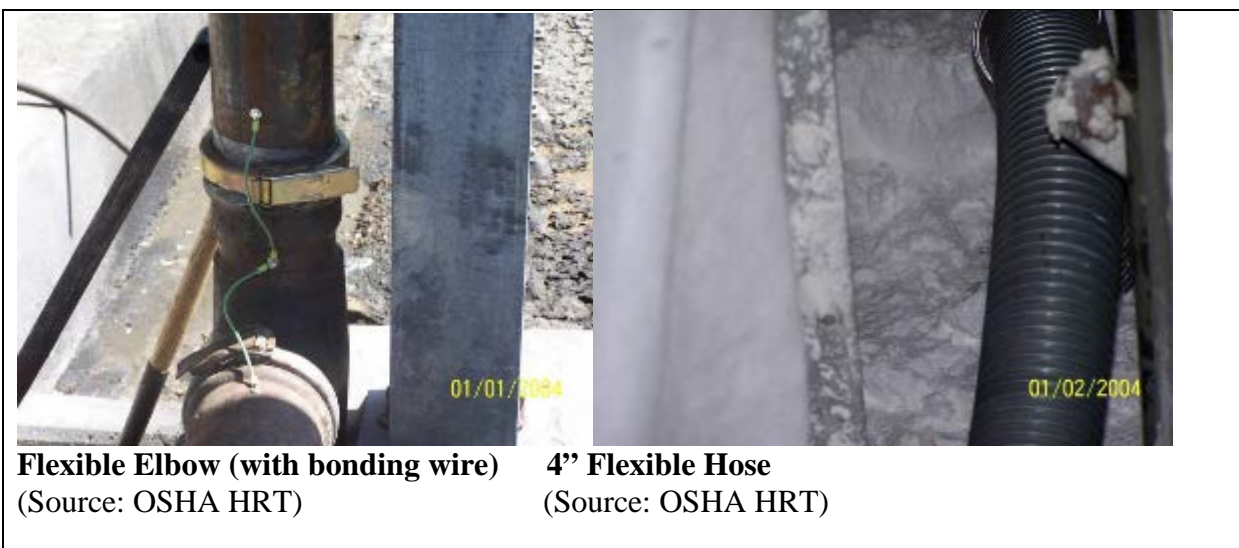 01/01/2004
01/02/2004
Flexible Elbow (with bonding wire) 4” Flexible Hose
(Source: OSHA HRT) (Source: OSHA HRT)